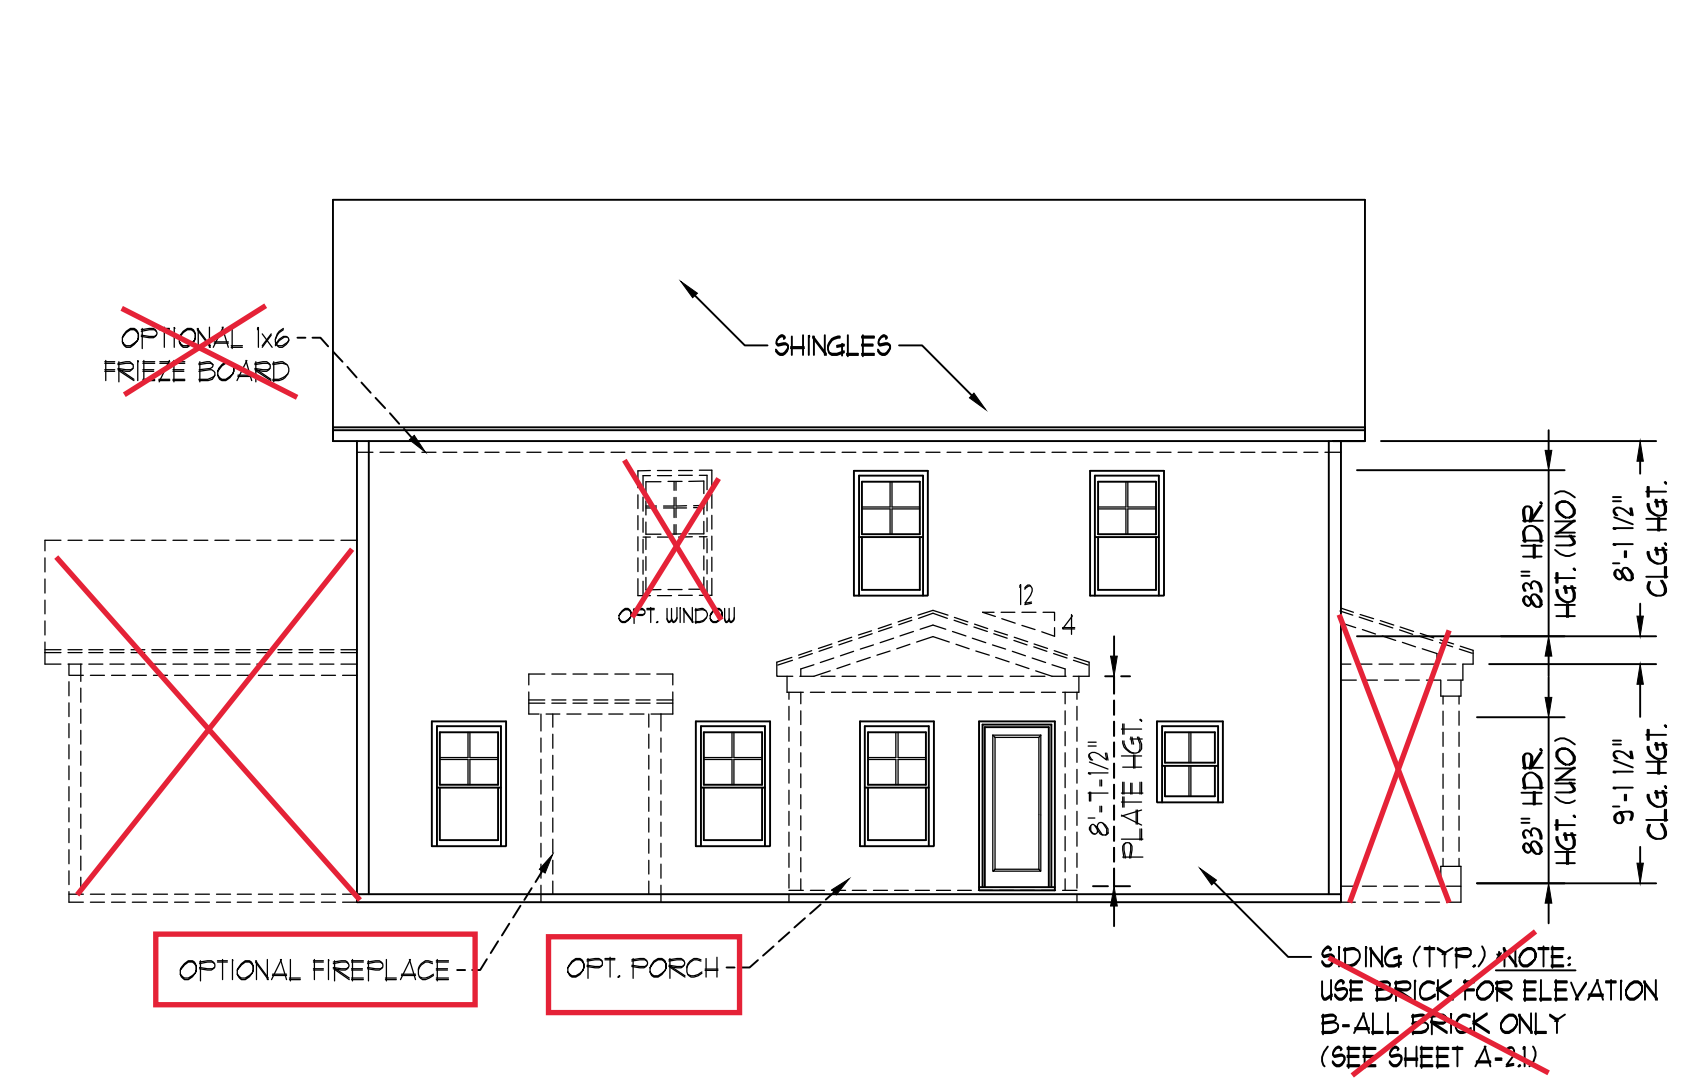 OPTIONAL 1x6
FRIEZE BOARD
SHINGLES
OPT. WINDOW
12
4
83" HDR.
HGT. (UNO)
8'-1 1/2"
CLG. HGT.
8'-7-1/2"
PLATE HGT.
83" HDR.
HGT. (UNO)
9'-1 1/2"
CLG. HGT.
OPTIONAL FIREPLACE
OPT. PORCH
SIDING (TYP.) NOTE:
USE BRICK FOR ELEVATION
B-ALL BRICK ONLY
(SEE SHEET A-2.1)